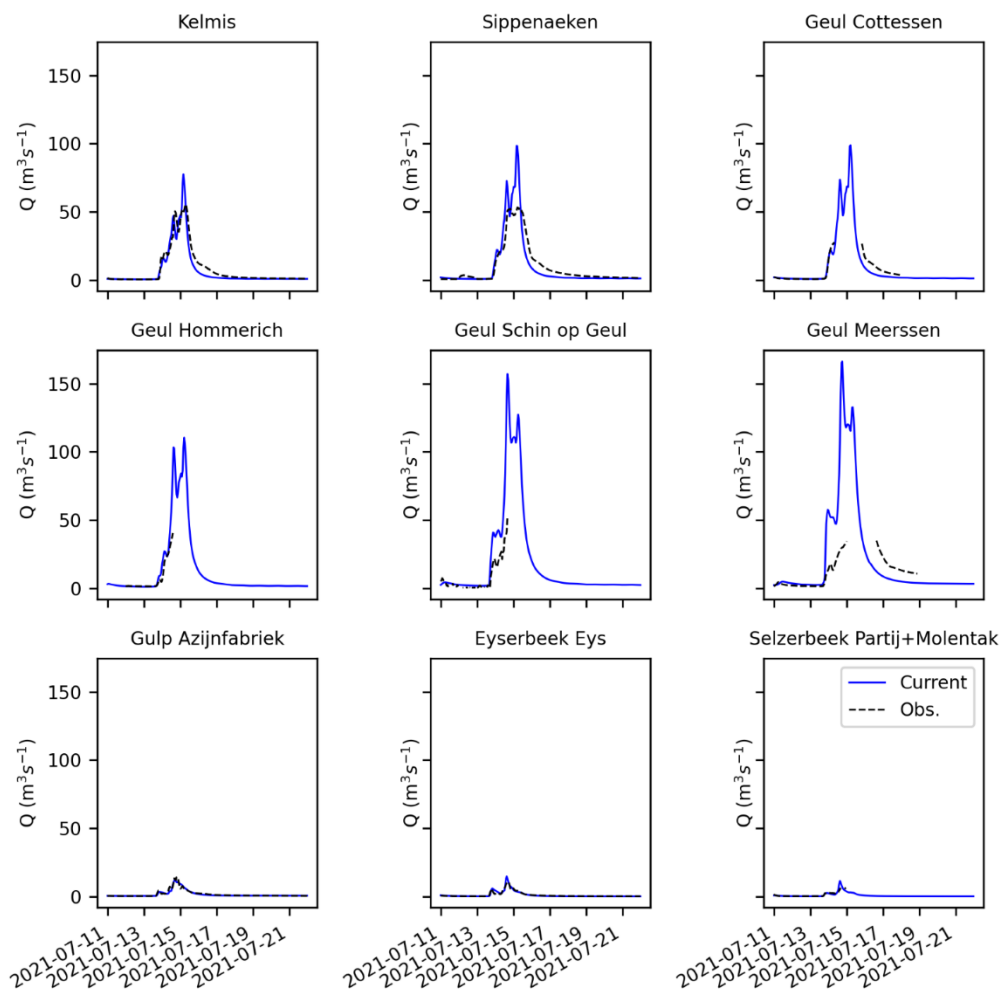 Kelmis
Sippenaeken
Geul Cottessen
150
100
50
0
Q (m³s⁻¹)
Q (m³s⁻¹)
Q (m³s⁻¹)
Geul Hommerich
Geul Schin op Geul
Geul Meerssen
150
100
50
0
Q (m³s⁻¹)
Q (m³s⁻¹)
Q (m³s⁻¹)
Gulp Azijnfabriek
Eyserbeek Eys
Selzerbeek Partij+Molentak
150
100
50
0
Q (m³s⁻¹)
Q (m³s⁻¹)
Q (m³s⁻¹)
Current
Obs.
2021-07-11
2021-07-13
2021-07-15
2021-07-17
2021-07-19
2021-07-21
2021-07-11
2021-07-13
2021-07-15
2021-07-17
2021-07-19
2021-07-21
2021-07-11
2021-07-13
2021-07-15
2021-07-17
2021-07-19
2021-07-21